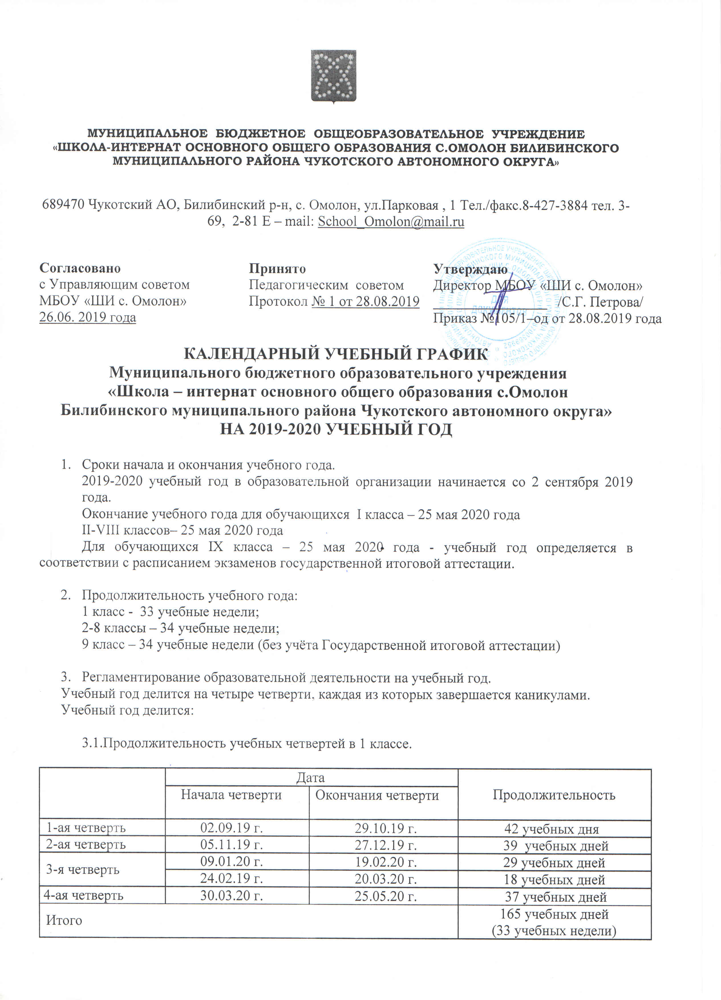 МУНИЦИПАЛЬНОЕ БЮДЖЕТНОЕ ОБЩЕОБРАЗОВАТЕЛЬНОЕ УЧРЕЖДЕНИЕ
«ШКОЛА-ИНТЕРНАТ ОСНОВНОГО ОБЩЕГО ОБРАЗОВАНИЯ С.ОМОЛОН БИЛИБИНСКОГО
МУНИЦИПАЛЬНОГО РАЙОНА ЧУКОТСКОГО АВТОНОМНОГО ОКРУГА»
689470 Чукотский АО, Билибинский р-н, с. Омолон, ул.Парковая , 1 Тел./факс.8-427-3884 тел. 3-
69, 2-81 E – mail: School_Omolon@mail.ru
Согласовано
с Управляющим советом
МБОУ «ШИ с. Омолон»
26.06. 2019 года
Принято
Педагогическим советом
Протокол № 1 от 28.08.2019
Утверждаю
Директор МБОУ «ШИ с. Омолон»
/С.Г. Петрова/
Приказ №105/1–од от 28.08.2019 года
ДЛЯ
ДОКУМЕНТОВ
КАЛЕНДАРНЫЙ УЧЕБНЫЙ ГРАФИК
Муниципального бюджетного образовательного учреждения
«Школа – интернат основного общего образования с.Омолон
Билибинского муниципального района Чукотского автономного округа»
НА 2019-2020 УЧЕБНЫЙ ГОД
1. Сроки начала и окончания учебного года.
2019-2020 учебный год в образовательной организации начинается со 2 сентября 2019
года.
Окончание учебного года для обучающихся I класса – 25 мая 2020 года
II-VIII классов– 25 мая 2020 года
Для обучающихся IX класса – 25 мая 2020 года - учебный год определяется в
соответствии с расписанием экзаменов государственной итоговой аттестации.
2. Продолжительность учебного года:
1 класс - 33 учебные недели;
2-8 классы – 34 учебные недели;
9 класс – 34 учебные недели (без учёта Государственной итоговой аттестации)
3. Регламентирование образовательной деятельности на учебный год.
Учебный год делится на четыре четверти, каждая из которых завершается каникулами.
Учебный год делится:
3.1.Продолжительность учебных четвертей в 1 классе.
Дата
Начала четверти Окончания четверти Продолжительность
1-ая четверть 02.09.19 г. 29.10.19 г. 42 учебных дня
2-ая четверть 05.11.19 г. 27.12.19 г. 39 учебных дней
3-я четверть 09.01.20 г. 19.02.20 г. 29 учебных дней
24.02.19 г. 20.03.20 г. 18 учебных дней
4-ая четверть 30.03.20 г. 25.05.20 г. 37 учебных дней
Итого 165 учебных дней
(33 учебных недели)